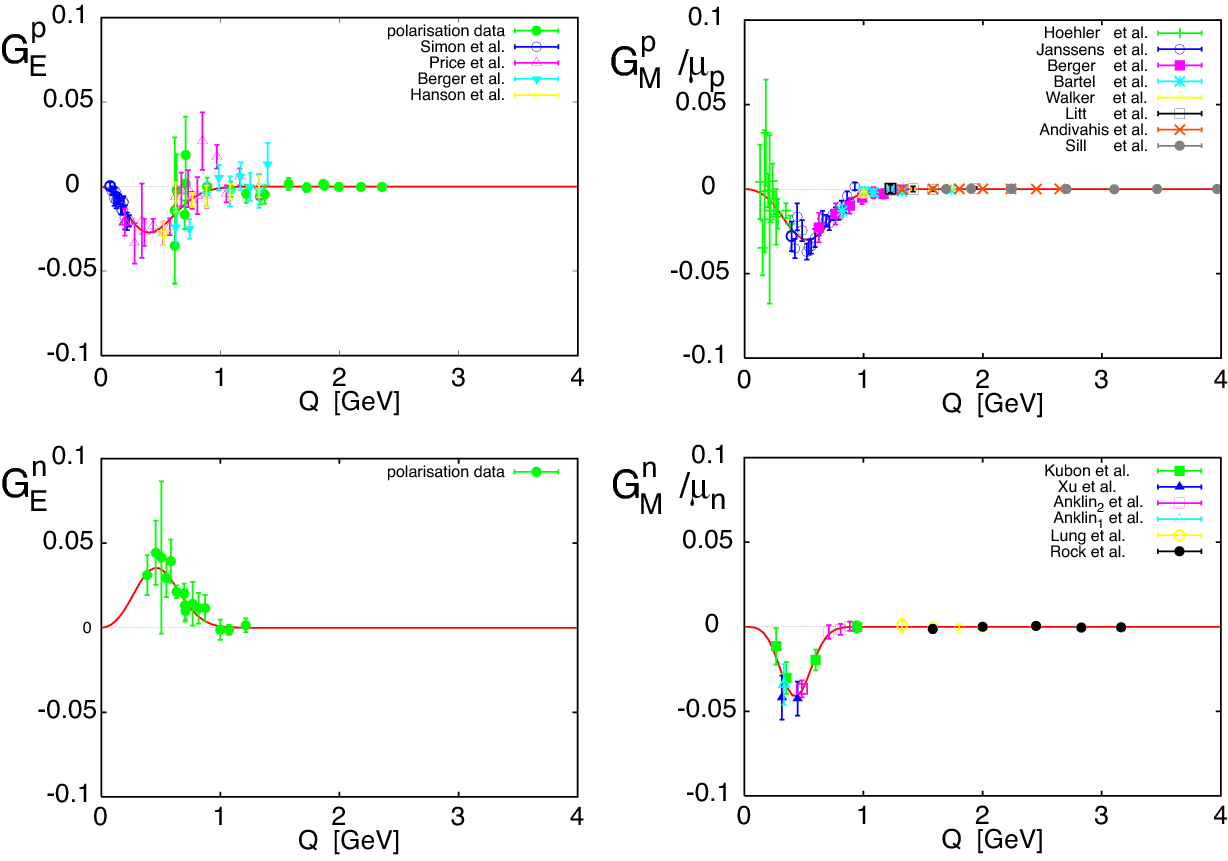 G_E^p
0.1
0.05
0
-0.05
-0.1
polarisation data
Simon et al.
Price et al.
Berger et al.
Hanson et al.
0 1 2 3 4
Q [GeV]
G_M^p /μ_p
0.1
0.05
0
-0.05
-0.1
Hoehler et al.
Janssens et al.
Berger et al.
Bartel et al.
Walker et al.
Litt et al.
Andivahis et al.
Sill et al.
0 1 2 3 4
Q [GeV]
G_E^n
0.1
0.05
0
-0.05
-0.1
polarisation data
0 1 2 3 4
Q [GeV]
G_M^n /μ_n
0.1
0.05
0
-0.05
-0.1
Kubon et al.
Xu et al.
Anklin_2 et al.
Anklin_1 et al.
Lung et al.
Rock et al.
0 1 2 3 4
Q [GeV]